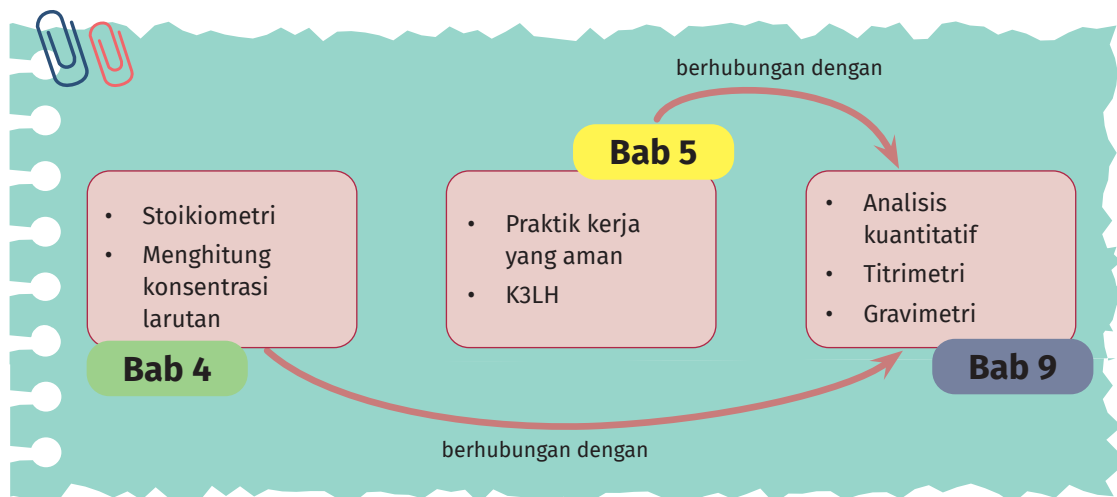 berhubungan dengan
Bab 5
• Stoikiometri
• Menghitung
konsentrasi
larutan
Bab 4
• Praktik kerja
yang aman
• K3LH
• Analisis
kuantitatif
• Titrimetri
• Gravimetri
Bab 9
berhubungan dengan